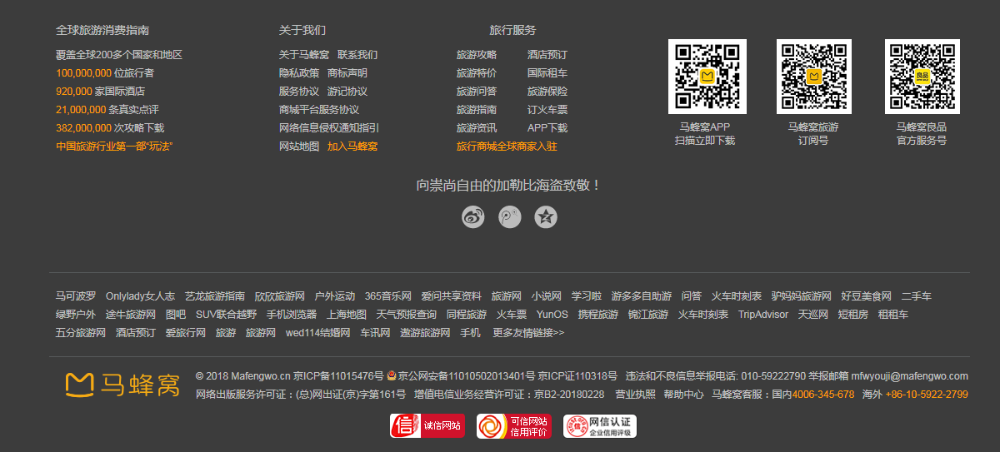 全球旅游消费指南
覆盖全球200多个国家和地区
100,000,000 位旅行者
920,000 家国际酒店
21,000,000 条真实点评
382,000,000 次攻略下载
中国旅游行业第一部“玩法”
关于我们
关于马蜂窝 联系我们
隐私政策 商标声明
服务协议 游记协议
商城平台服务协议
网络信息侵权通知指引
网站地图 加入马蜂窝
旅行服务
旅游攻略 酒店预订
旅游特价 国际租车
旅游问答 旅游保险
旅游指南 订火车票
旅游资讯 APP下载
旅行商城全球商家入驻
马蜂窝APP
扫描立即下载
马蜂窝旅游
订阅号
良品
马蜂窝良品
官方服务号
向崇尚自由的加勒比海盗致敬！
马可波罗 Onlylady女人志 艺龙旅游指南 欣欣旅游网 户外运动 365音乐网 爱问共享资料 旅游网 小说网 学习啦 游多多自助游 问答 火车时刻表 驴妈妈旅游网 好豆美食网 二手车
绿野户外 途牛旅游网 图吧 SUV联合越野 手机浏览器 上海地图 天气预报查询 同程旅游 火车票 YunOS 携程旅游 锦江旅游 火车时刻表 TripAdvisor 天巡网 短租房 租租车
五分旅游网 酒店预订 爱旅行网 旅游 旅游网 wed114结婚网 车讯网 遨游旅游网 手机 更多友情链接>>
马蜂窝
© 2018 Mafengwo.cn 京ICP备11015476号 京公网安备11010502013401号 京ICP证110318号 违法和不良信息举报电话: 010-59222790 举报邮箱 mfwyouji@mafengwo.com
网络出版服务许可证：(总)网出证(京)字第161号 增值电信业务经营许可证：京B2-20180228 营业执照 帮助中心 马蜂窝客服：国内4006-345-678 海外 +86-10-5922-2799
信 诚信网站
可信网站
信用评价
信 网信认证
企业信用评级